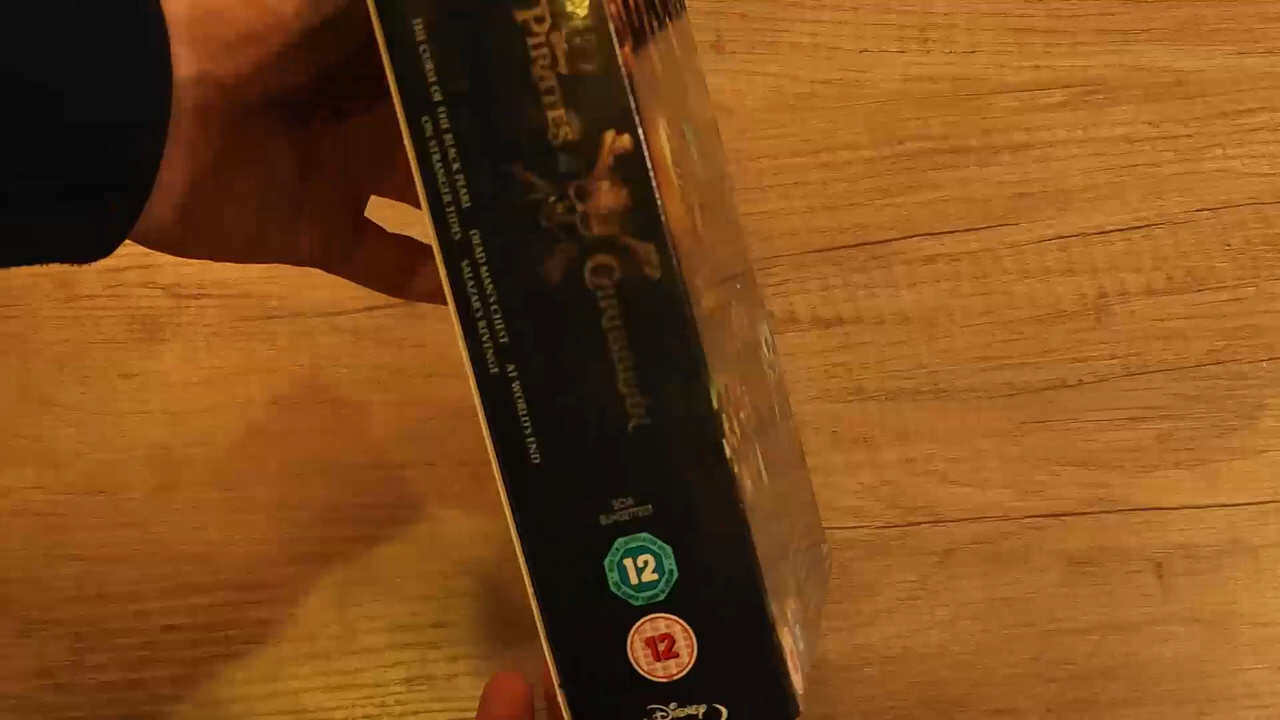 PIRATES
CARIBBEAN
THE CURSE OF THE BLACK PEARL DEAD MAN'S CHEST AT WORLD'S END
ON STRANGER TIDES SALAZAR'S REVENGE
12
12
DISNEY